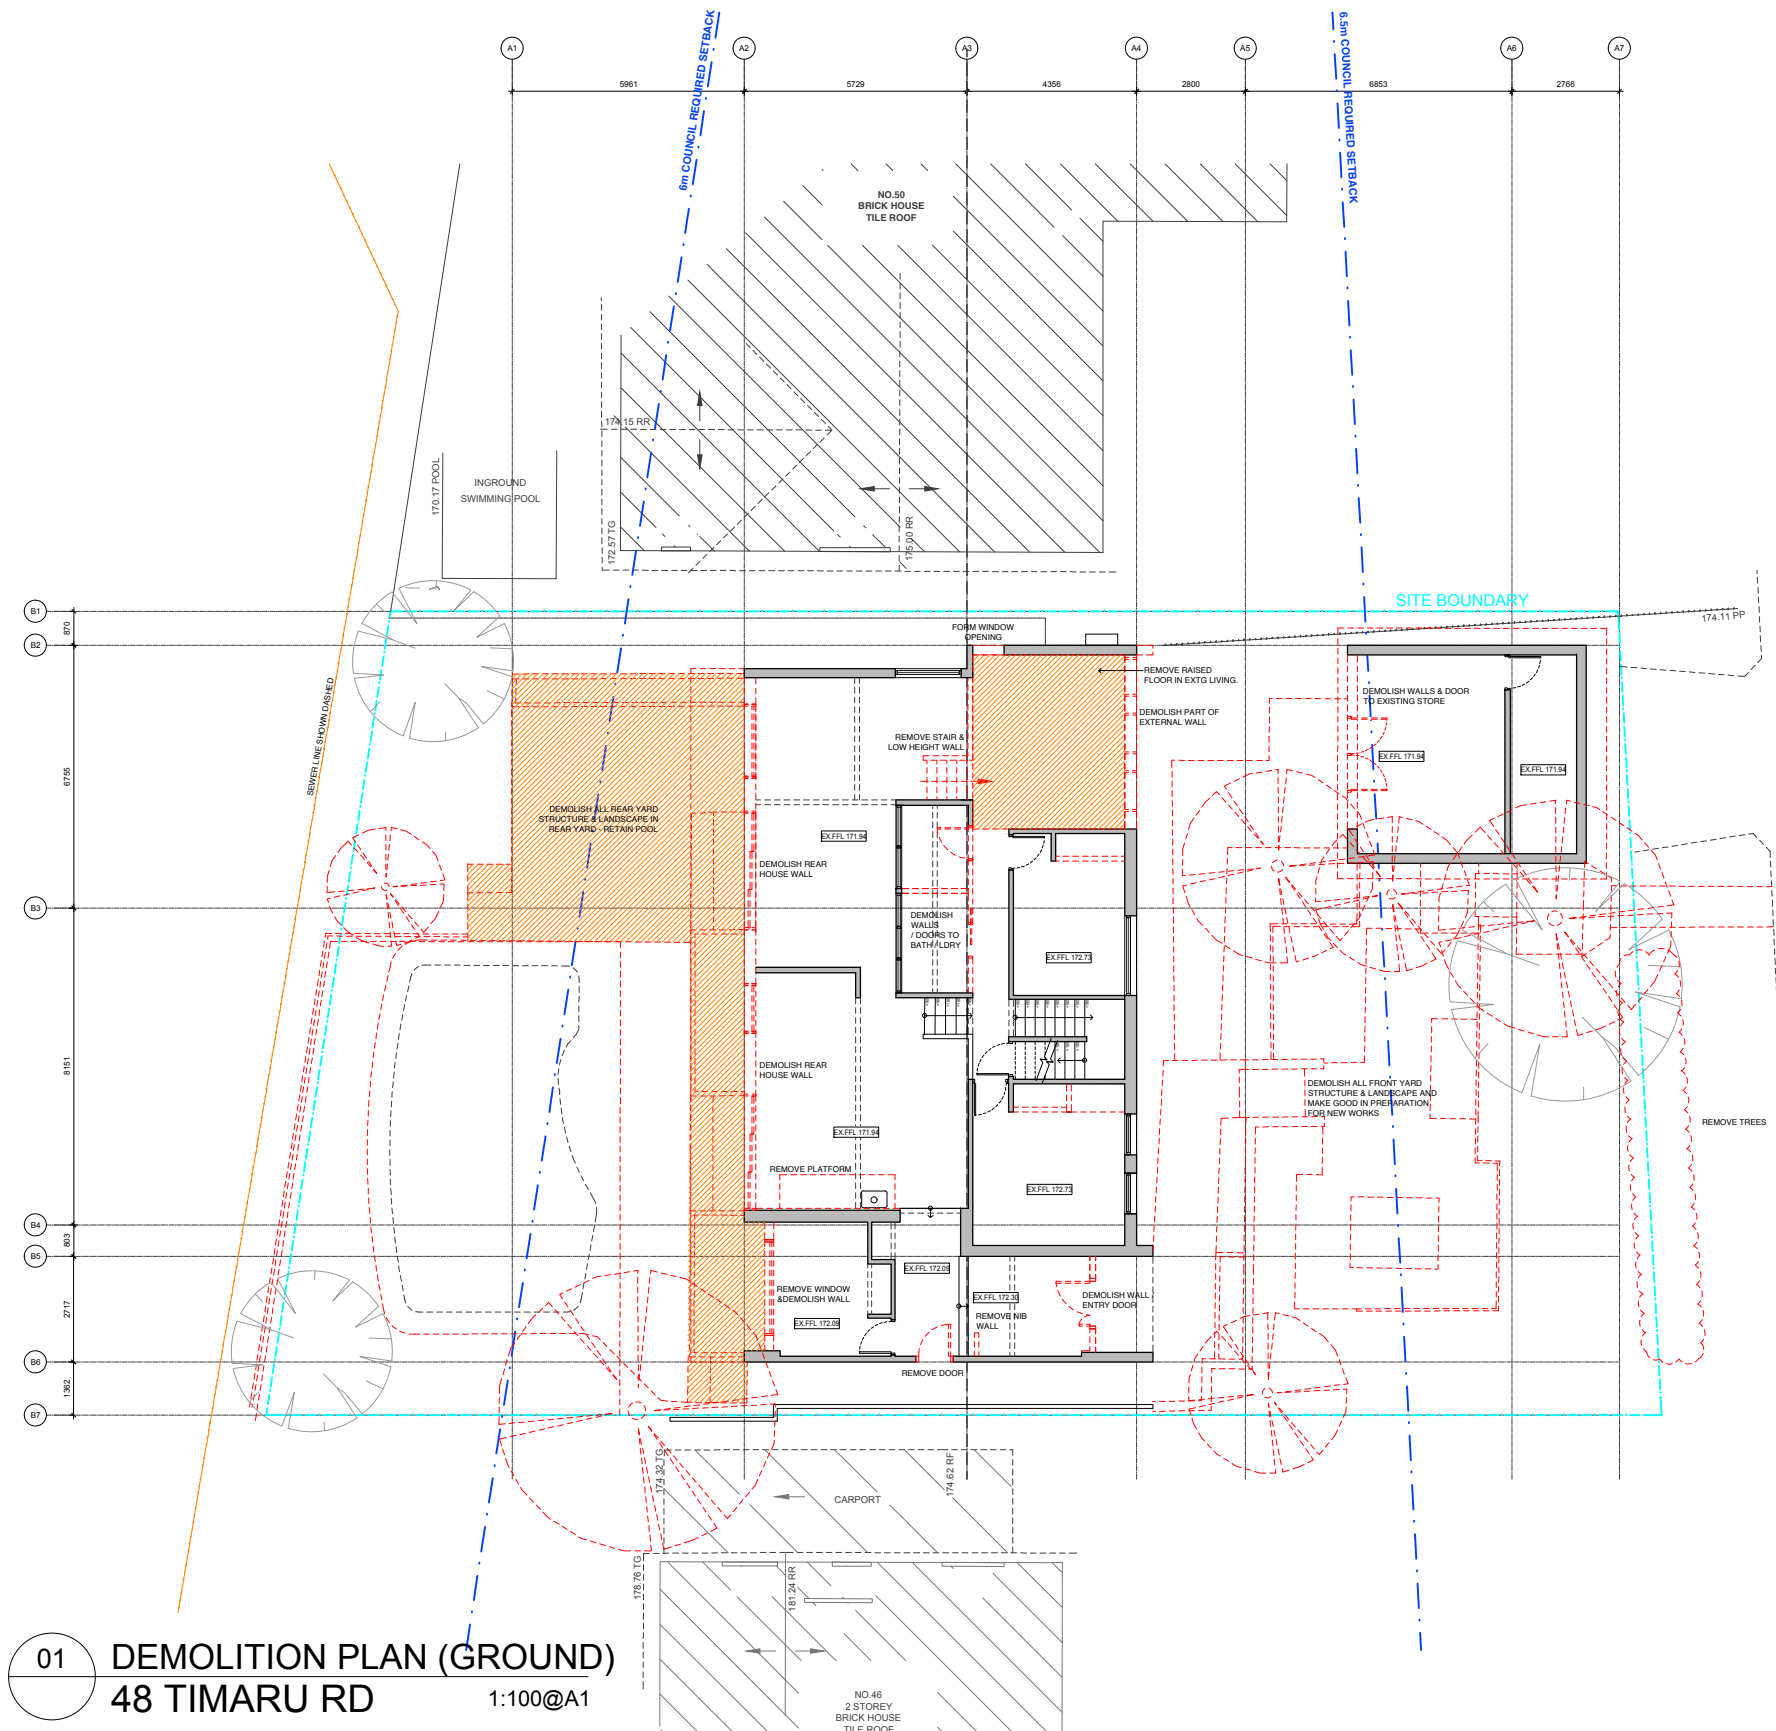 A1
A2
A3
A4
A5
A6
A7
5961
5729
4356
2800
6853
2766
6m COUNCIL REQUIRED SETBACK
6.5m COUNCIL REQUIRED SETBACK
NO.50
BRICK HOUSE
TILE ROOF
174.15 RR
172.57 TG
175.00 RR
170.17 POOL
INGROUND
SWIMMING POOL
SITE BOUNDARY
174.11 PP
B1
870
B2
6755
B3
8151
B4
803
B5
2717
B6
1362
B7
SEWER LINE SHOWN DASHED
FORM WINDOW
OPENING
REMOVE RAISED
FLOOR IN EXTG LIVING.
DEMOLISH PART OF
EXTERNAL WALL
REMOVE STAIR &
LOW HEIGHT WALL
DEMOLISH WALLS & DOOR
TO EXISTING STORE
EX.FFL 171.94
EX.FFL 171.94
DEMOLISH ALL REAR YARD
STRUCTURE & LANDSCAPE IN
REAR YARD - RETAIN POOL
EX.FFL 171.94
DEMOLISH REAR
HOUSE WALL
DEMOLISH
WALLS
/ DOORS TO
BATH / LDRY
EX.FFL 172.73
DEMOLISH REAR
HOUSE WALL
DEMOLISH ALL FRONT YARD
STRUCTURE & LANDSCAPE AND
MAKE GOOD IN PREPARATION
FOR NEW WORKS
REMOVE TREES
EX.FFL 171.94
REMOVE PLATFORM
EX.FFL 172.73
EX.FFL 172.09
REMOVE WINDOW
&DEMOLISH WALL
EX.FFL 172.09
EX.FFL 172.30
REMOVE NIB
WALL
DEMOLISH WALL /
ENTRY DOOR
REMOVE DOOR
174.32 TG
174.62 RF
CARPORT
178.76 TG
181.24 RR
NO.46
2 STOREY
BRICK HOUSE
TILE ROOF
01
DEMOLITION PLAN (GROUND)
48 TIMARU RD
1:100@A1